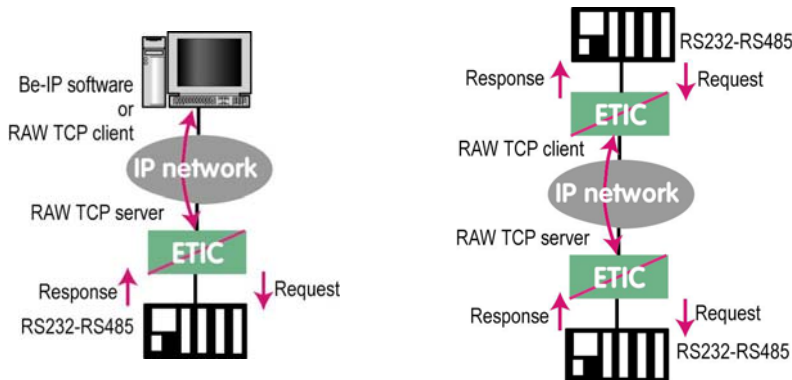 Be-IP software
or
RAW TCP client
IP network
RAW TCP server
ETIC
Response
Request
RS232-RS485
RS232-RS485
Response
Request
ETIC
RAW TCP client
IP network
RAW TCP server
ETIC
Response
Request
RS232-RS485